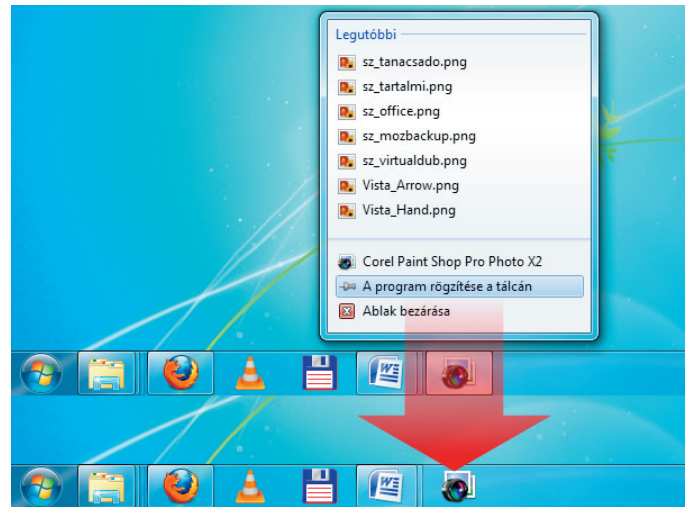 Legutóbbi
sz_tanacsado.png
sz_tartalmi.png
sz_office.png
sz_mozbackup.png
sz_virtualdub.png
Vista_Arrow.png
Vista_Hand.png
Corel Paint Shop Pro Photo X2
A program rögzítése a tálcán
Ablak bezárása